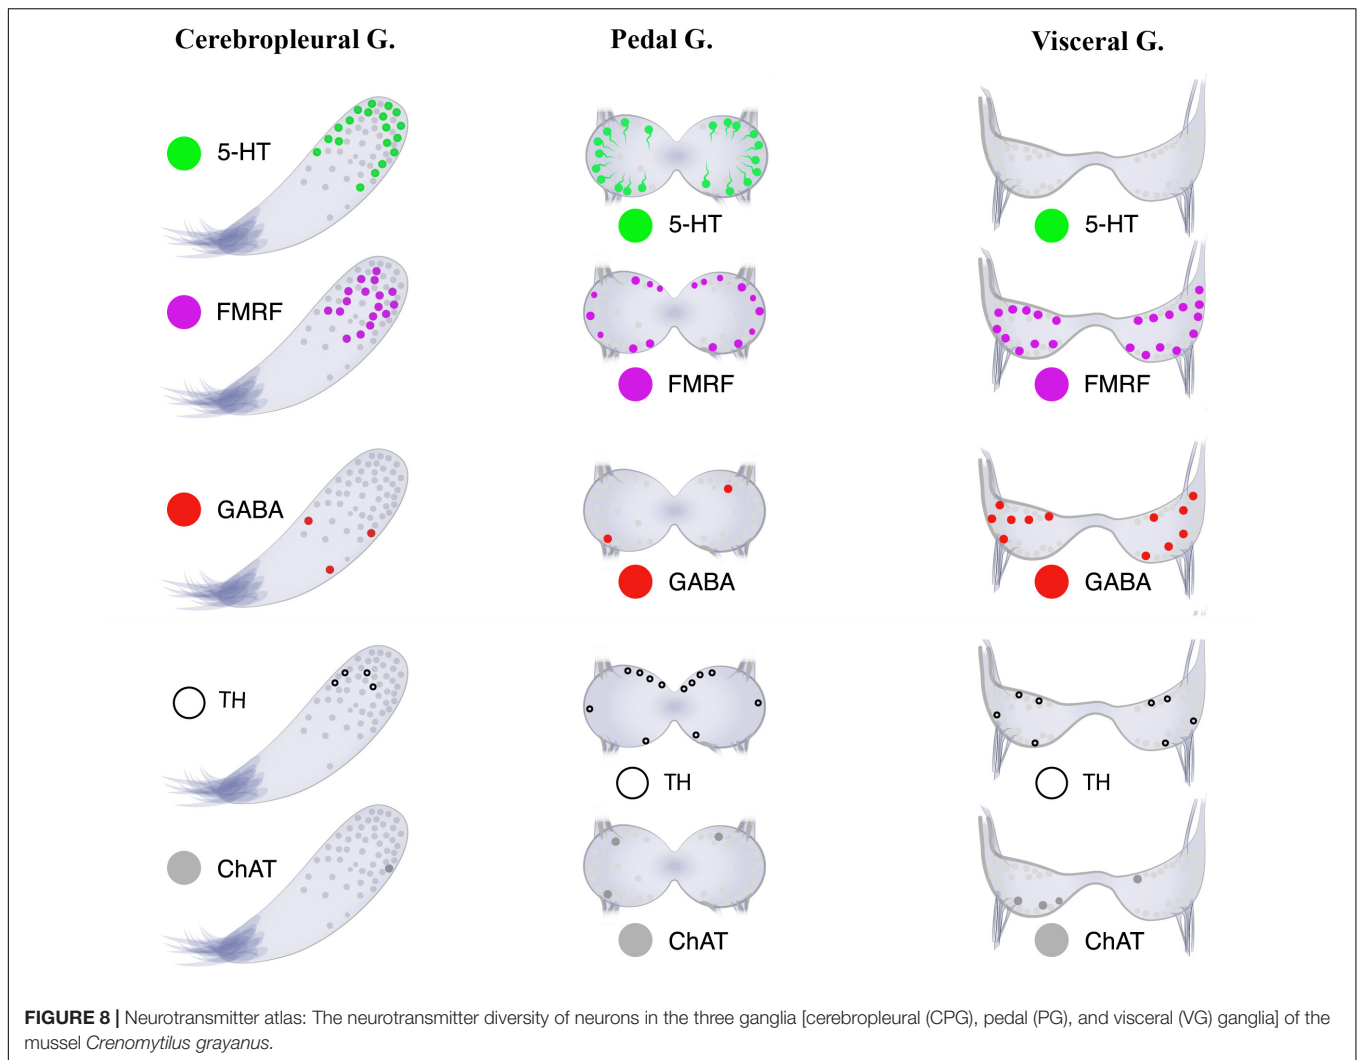 Cerebropleural G. Pedal G. Visceral G.
5-HT
5-HT 5-HT
FMRF
FMRF FMRF
GABA
GABA GABA
TH
TH TH
ChAT
ChAT ChAT
FIGURE 8 | Neurotransmitter atlas: The neurotransmitter diversity of neurons in the three ganglia [cerebropleural (CPG), pedal (PG), and visceral (VG) ganglia] of the
mussel Crenomytilus grayanus.